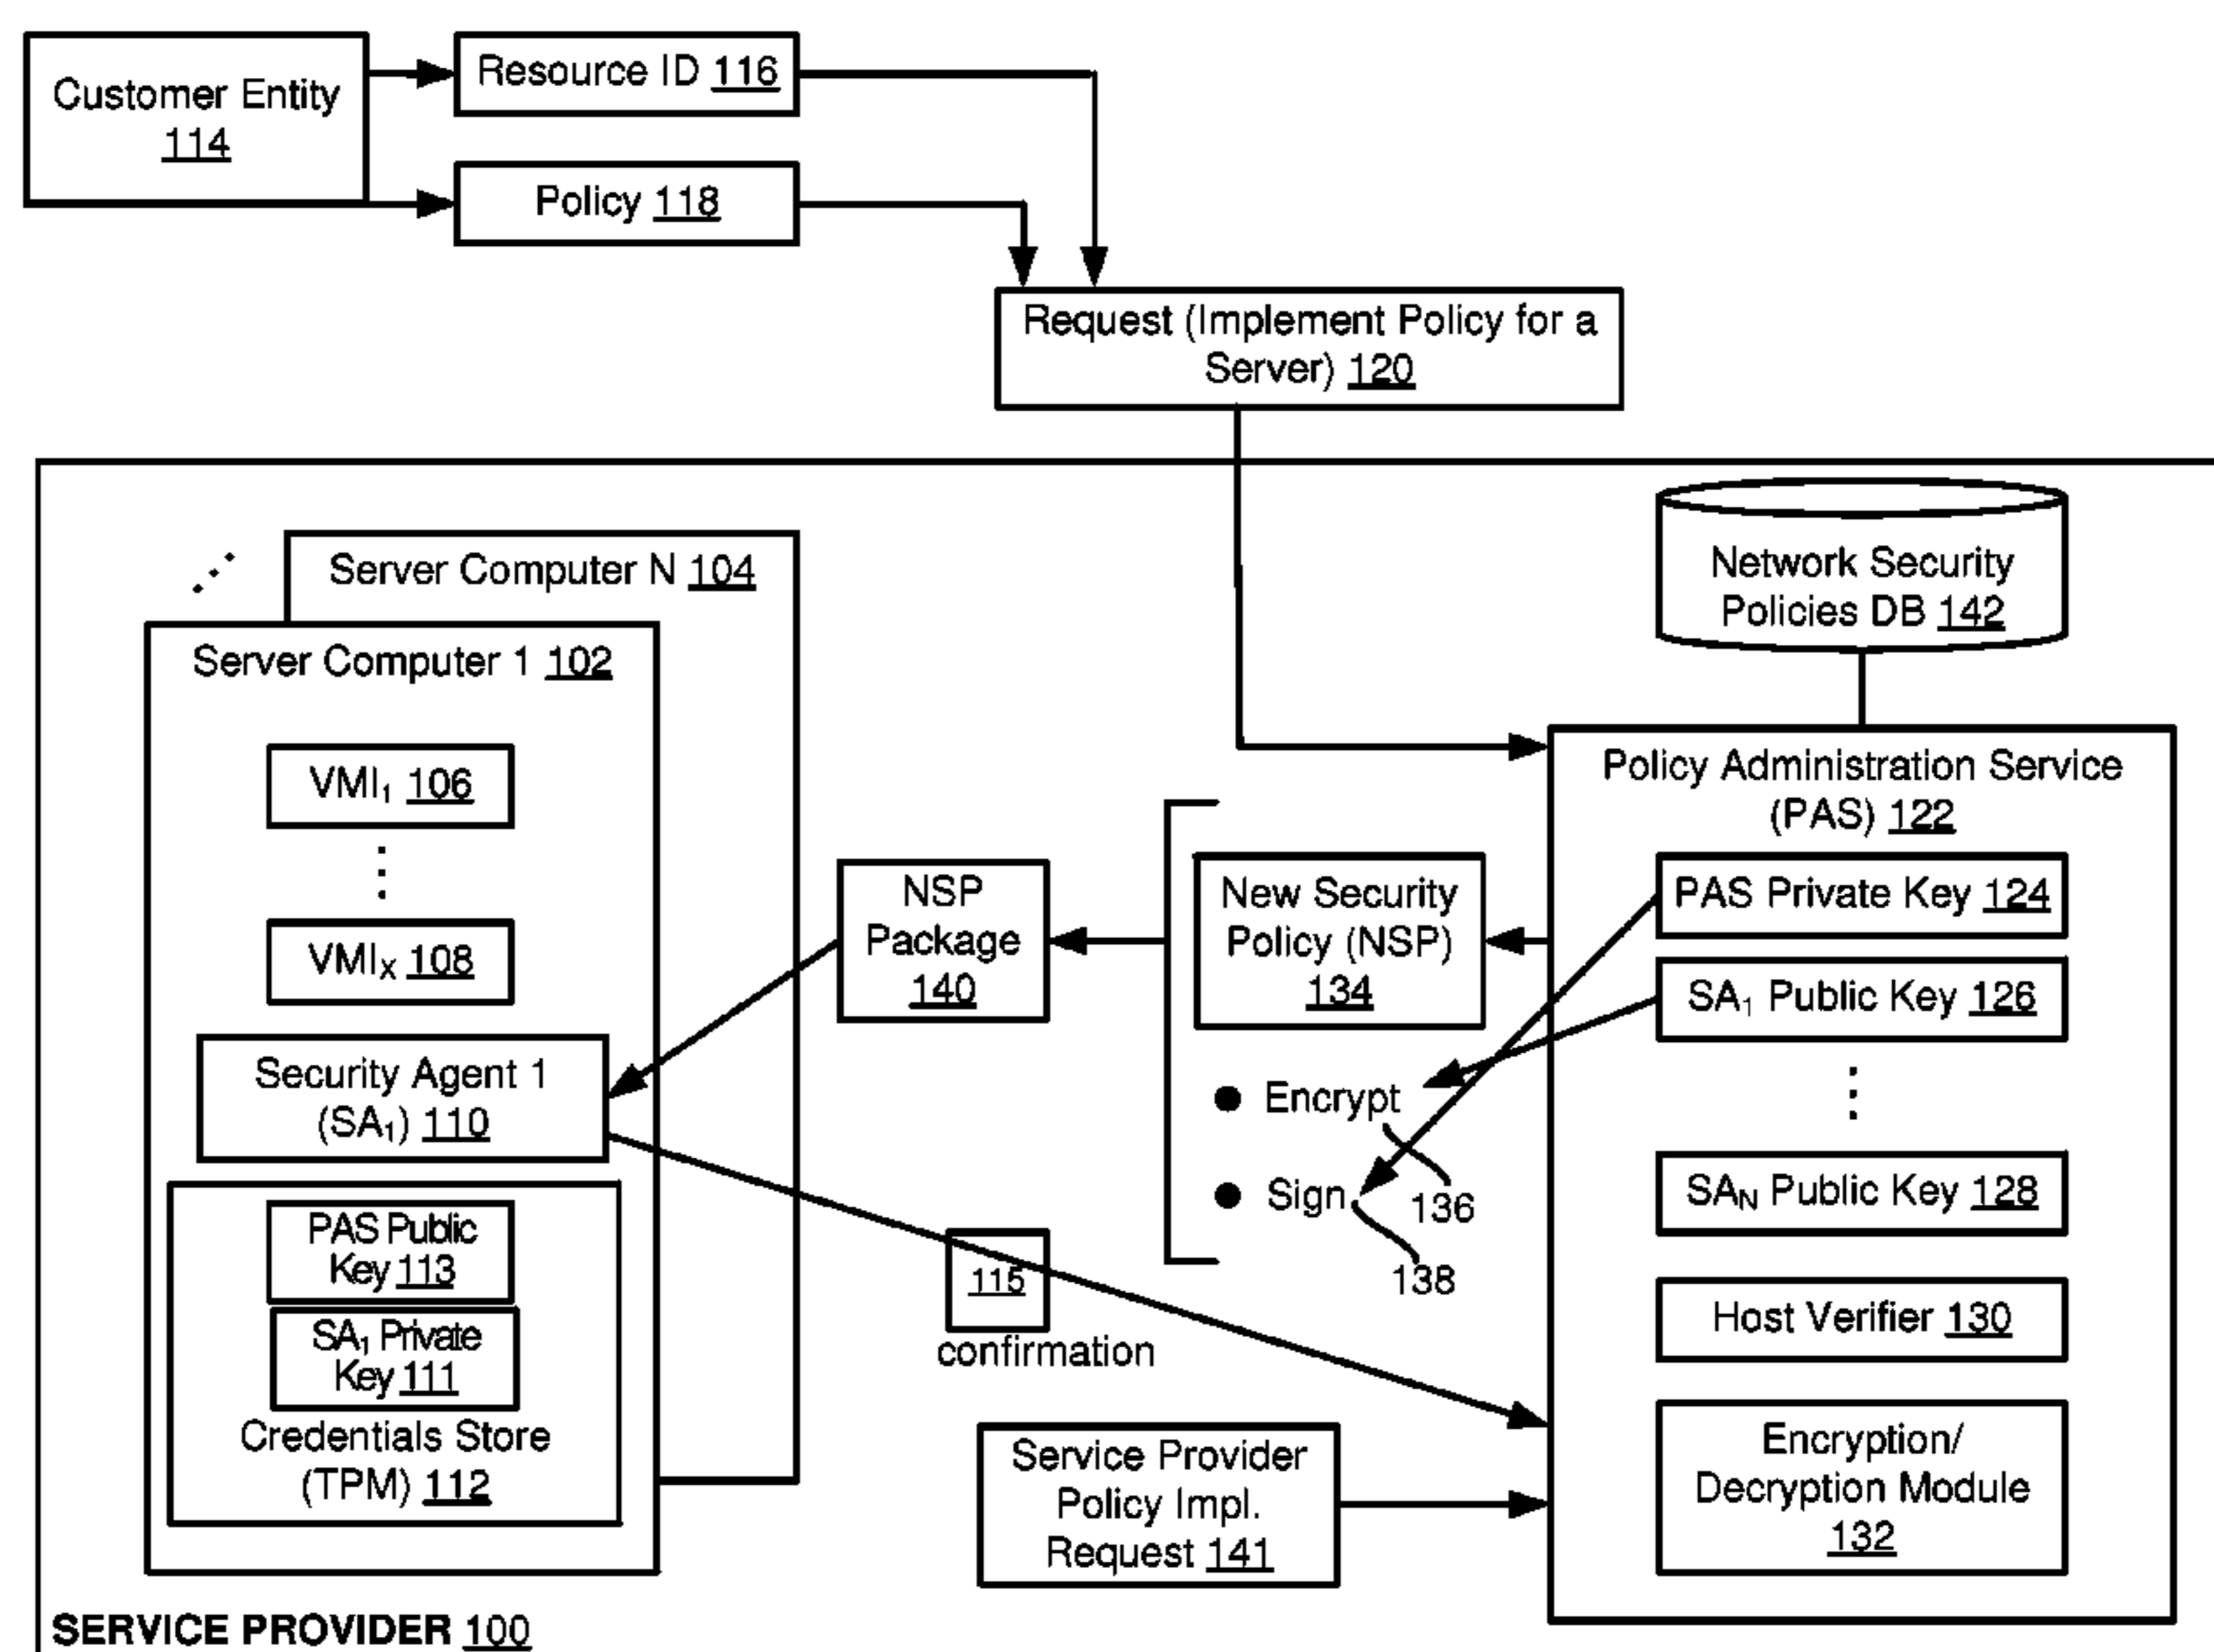 Customer Entity
114
Resource ID 116
Policy 118
Request (Implement Policy for a
Server) 120
Server Computer N 104
Server Computer 1 102
VMI₁ 106
VMIₓ 108
Security Agent 1
(SA₁) 110
PAS Public
Key 113
SA₁ Private
Key 111
Credentials Store
(TPM) 112
NSP
Package
140
New Security
Policy (NSP)
134
● Encrypt
136
● Sign
138
115
confirmation
Service Provider
Policy Impl.
Request 141
Network Security
Policies DB 142
Policy Administration Service
(PAS) 122
PAS Private Key 124
SA₁ Public Key 126
SA_N Public Key 128
Host Verifier 130
Encryption/
Decryption Module
132
SERVICE PROVIDER 100